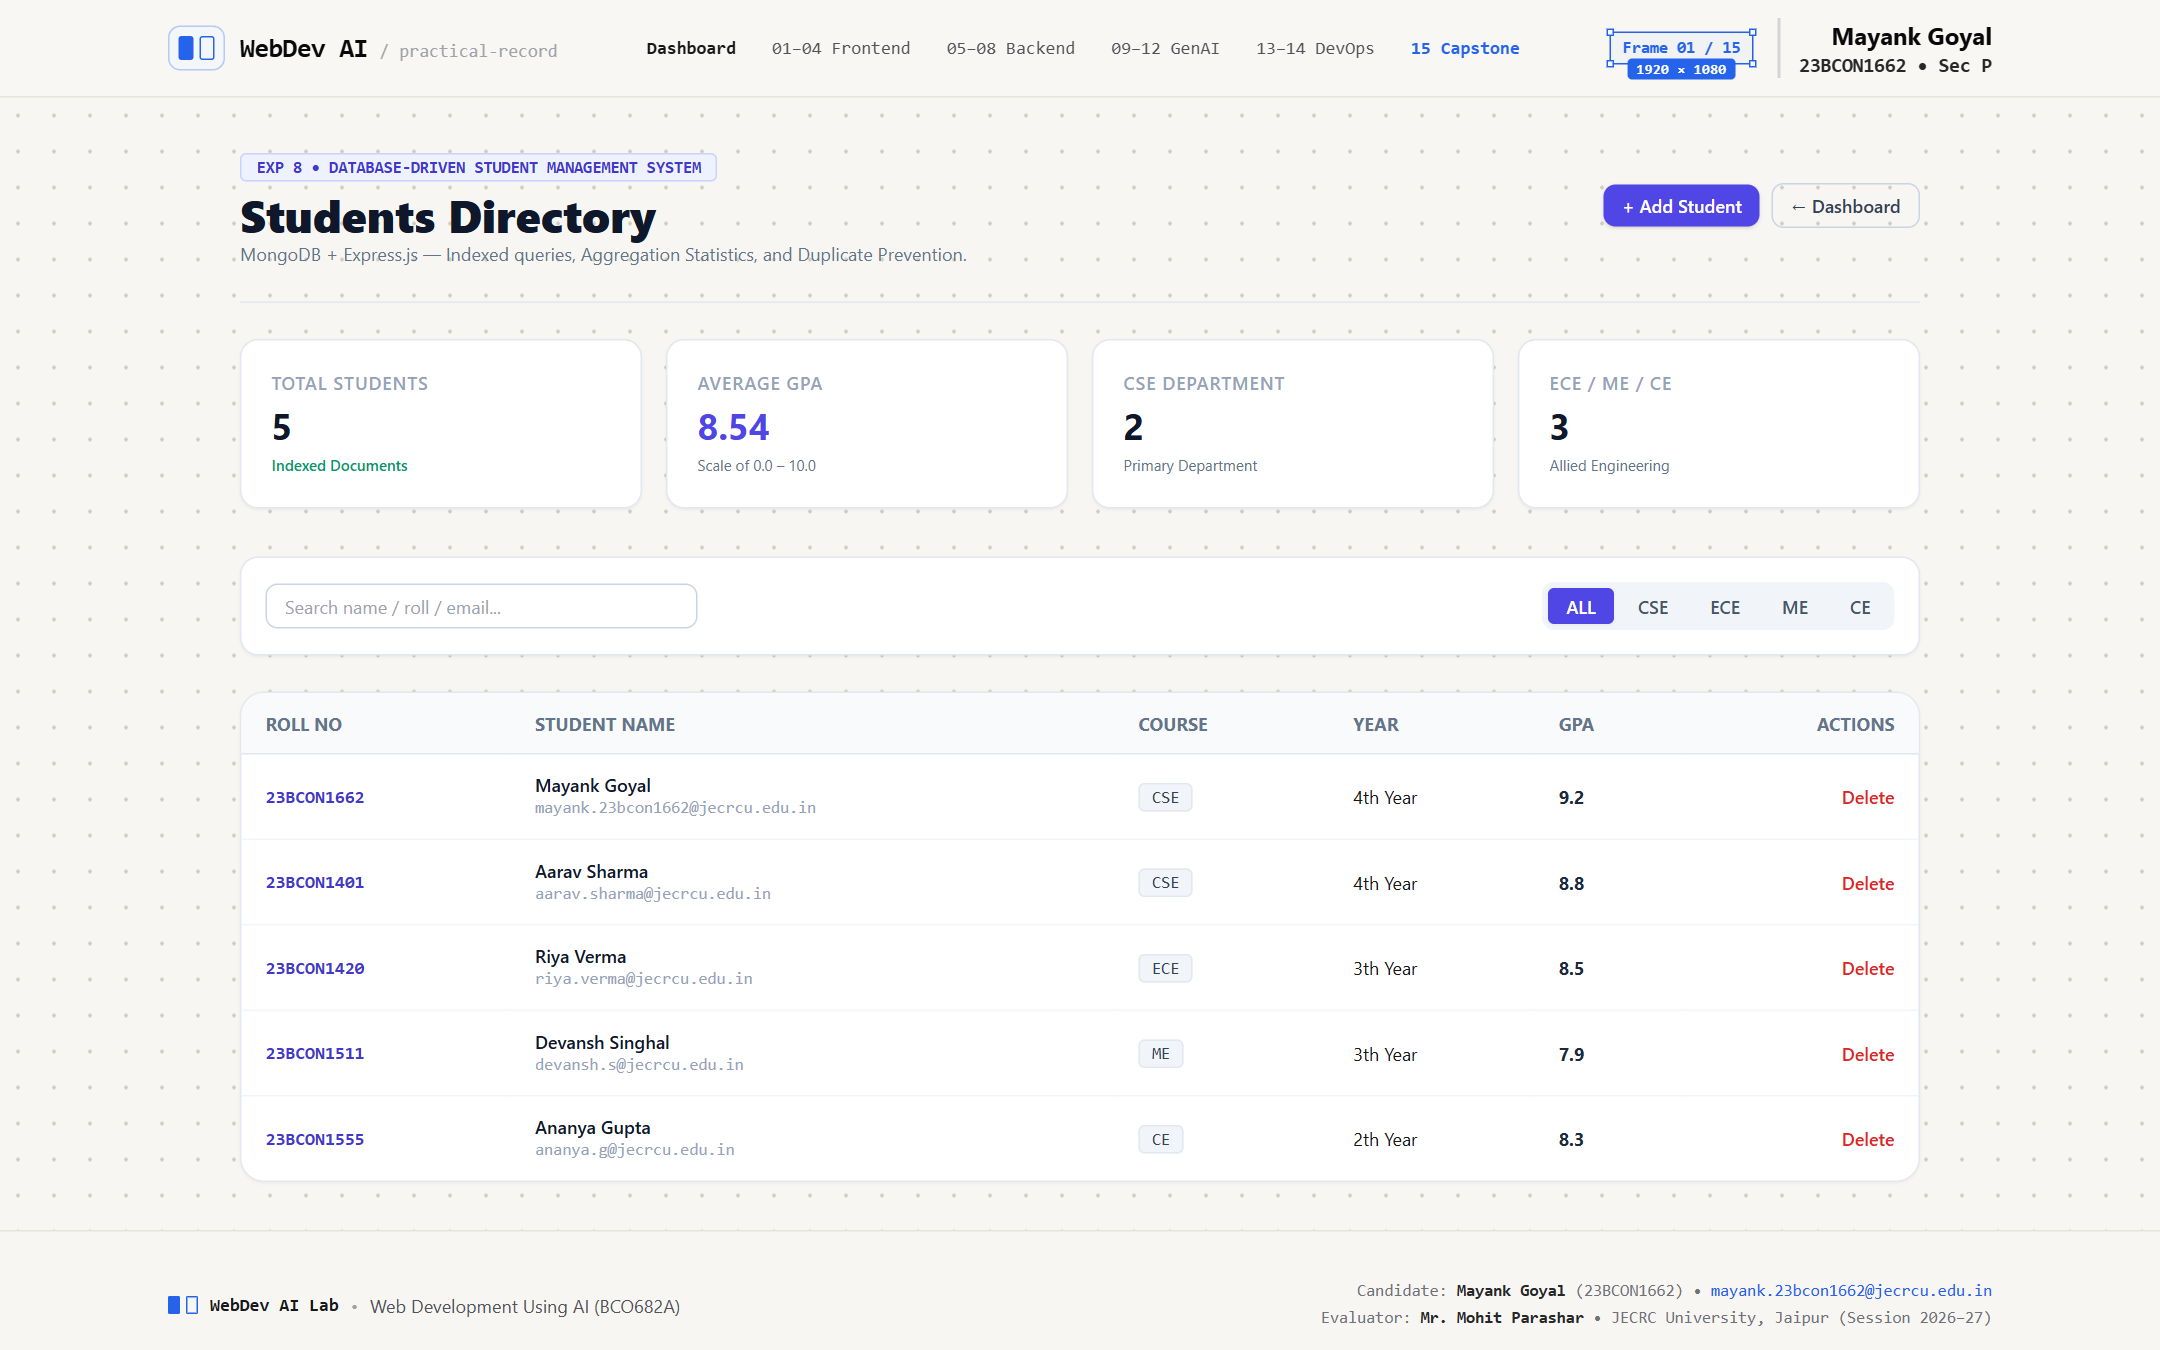 WebDev AI / practical-record
Dashboard 01–04 Frontend 05–08 Backend 09–12 GenAI 13–14 DevOps 15 Capstone
Frame 01 / 15
1920 × 1080
Mayank Goyal
23BCON1662 • Sec P
EXP 8 • DATABASE-DRIVEN STUDENT MANAGEMENT SYSTEM
Students Directory
MongoDB + Express.js — Indexed queries, Aggregation Statistics, and Duplicate Prevention.
+ Add Student
← Dashboard
TOTAL STUDENTS
5
Indexed Documents
AVERAGE GPA
8.54
Scale of 0.0 – 10.0
CSE DEPARTMENT
2
Primary Department
ECE / ME / CE
3
Allied Engineering
Search name / roll / email...
ALL CSE ECE ME CE
ROLL NO STUDENT NAME COURSE YEAR GPA ACTIONS
23BCON1662 Mayank Goyal CSE 4th Year 9.2 Delete
mayank.23bcon1662@jecrcu.edu.in
23BCON1401 Aarav Sharma CSE 4th Year 8.8 Delete
aarav.sharma@jecrcu.edu.in
23BCON1420 Riya Verma ECE 3th Year 8.5 Delete
riya.verma@jecrcu.edu.in
23BCON1511 Devansh Singhal ME 3th Year 7.9 Delete
devansh.s@jecrcu.edu.in
23BCON1555 Ananya Gupta CE 2th Year 8.3 Delete
ananya.g@jecrcu.edu.in
WebDev AI Lab • Web Development Using AI (BCO682A)
Candidate: Mayank Goyal (23BCON1662) • mayank.23bcon1662@jecrcu.edu.in
Evaluator: Mr. Mohit Parashar • JECRC University, Jaipur (Session 2026–27)